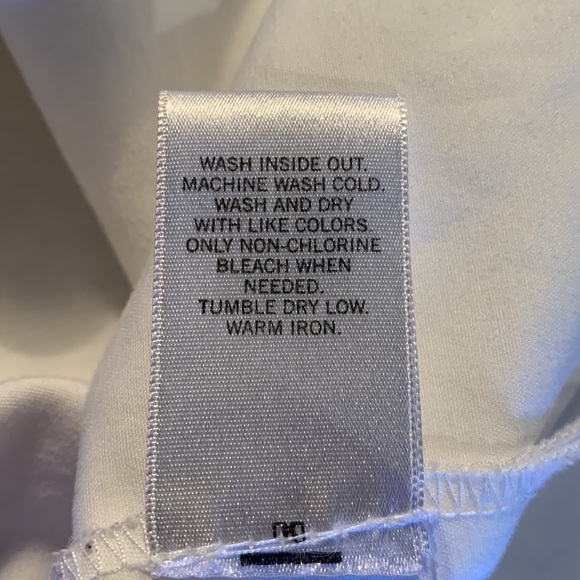 WASH INSIDE OUT.
MACHINE WASH COLD.
WASH AND DRY
WITH LIKE COLORS.
ONLY NON-CHLORINE
BLEACH WHEN
NEEDED.
TUMBLE DRY LOW.
WARM IRON.